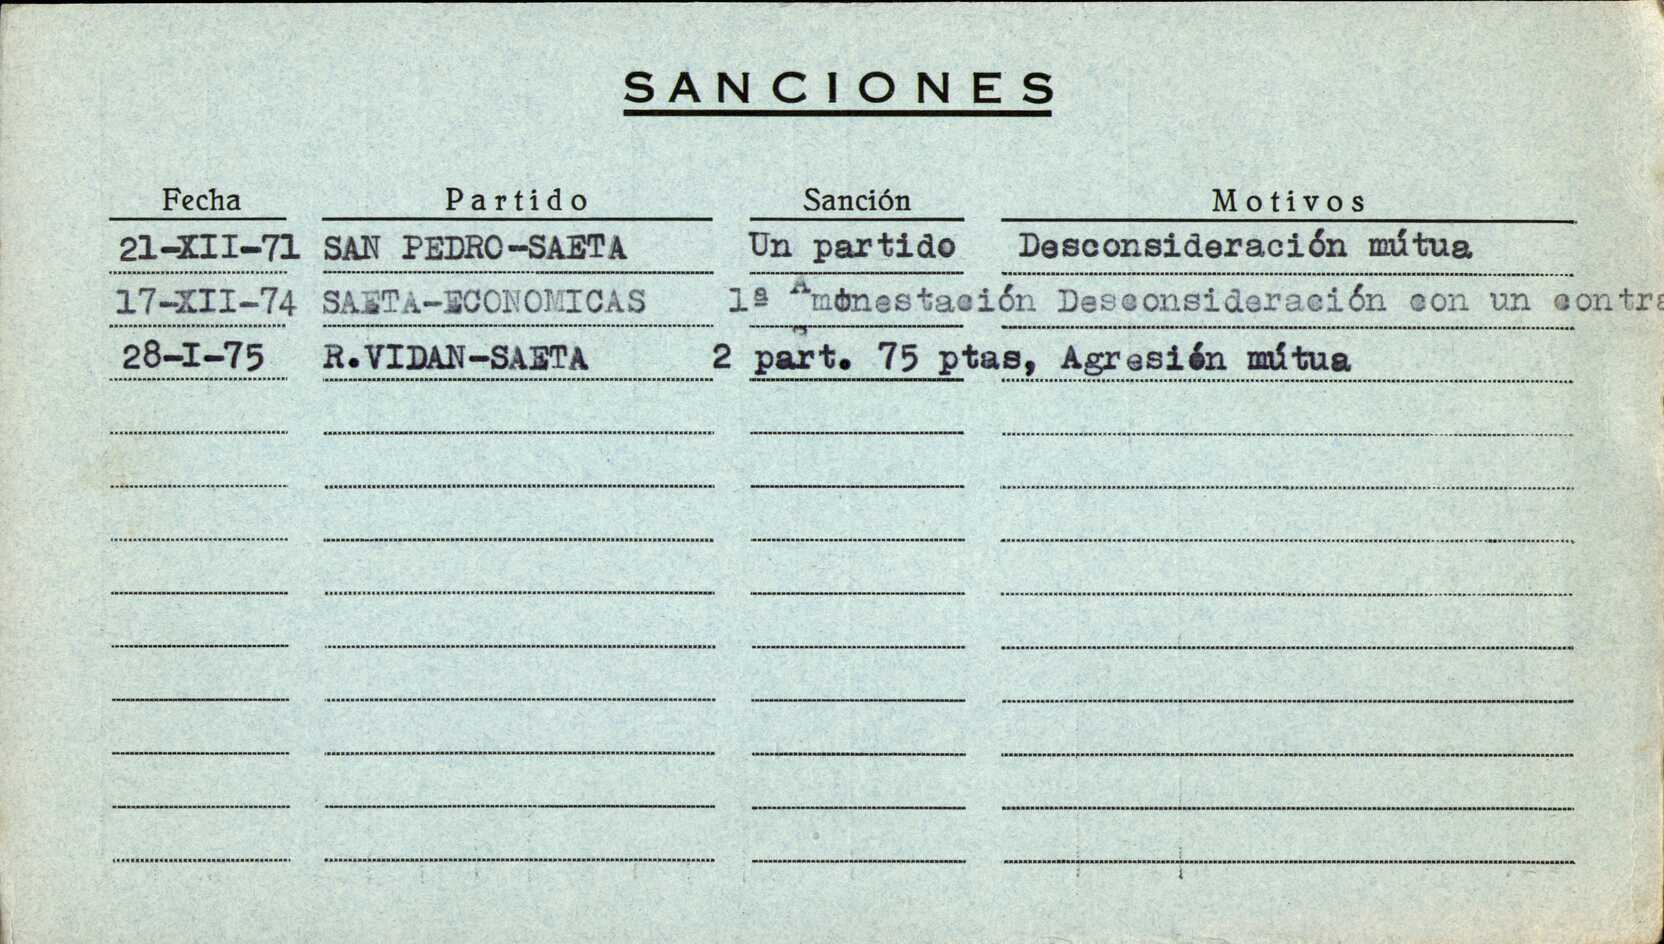 SANCIONES
Fecha Partido Sanción Motivos
21-XII-71 SAN PEDRO-SAETA Un partido Desconsideración mútua
17-XII-74 SAETA-ECONOMICAS 1ª Amonestación Desconsideración con un contra
28-I-75 R.VIDAN-SAETA 2 part. 75 ptas, Agresión mútua